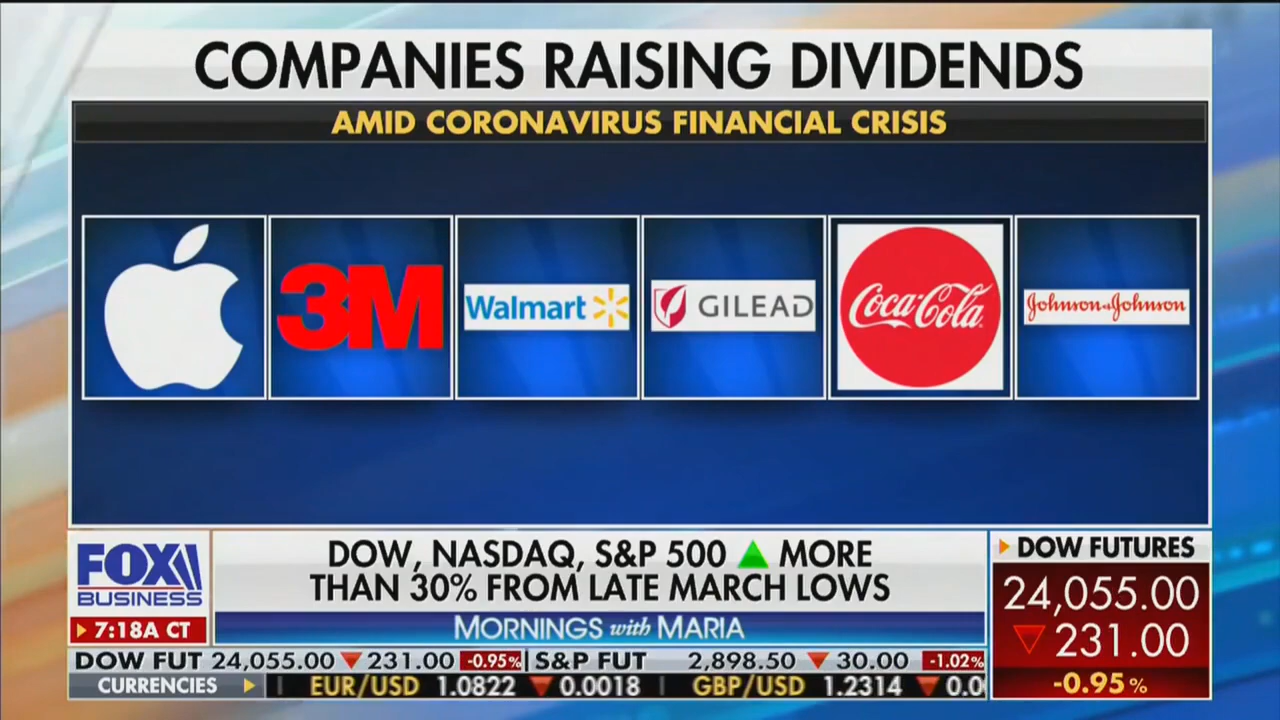 COMPANIES RAISING DIVIDENDS
AMID CORONAVIRUS FINANCIAL CRISIS
3M
Walmart
GILEAD
Coca-Cola
Johnson & Johnson
FOX
BUSINESS
7:18A CT
DOW, NASDAQ, S&P 500 ▲ MORE
THAN 30% FROM LATE MARCH LOWS
MORNINGS with MARIA
DOW FUTURES
24,055.00
▼ 231.00
-0.95%
DOW FUT 24,055.00 ▼ 231.00 -0.95% S&P FUT 2,898.50 ▼ 30.00 -1.02%
CURRENCIES EUR/USD 1.0822 ▼ 0.0018 GBP/USD 1.2314 ▼ 0.0